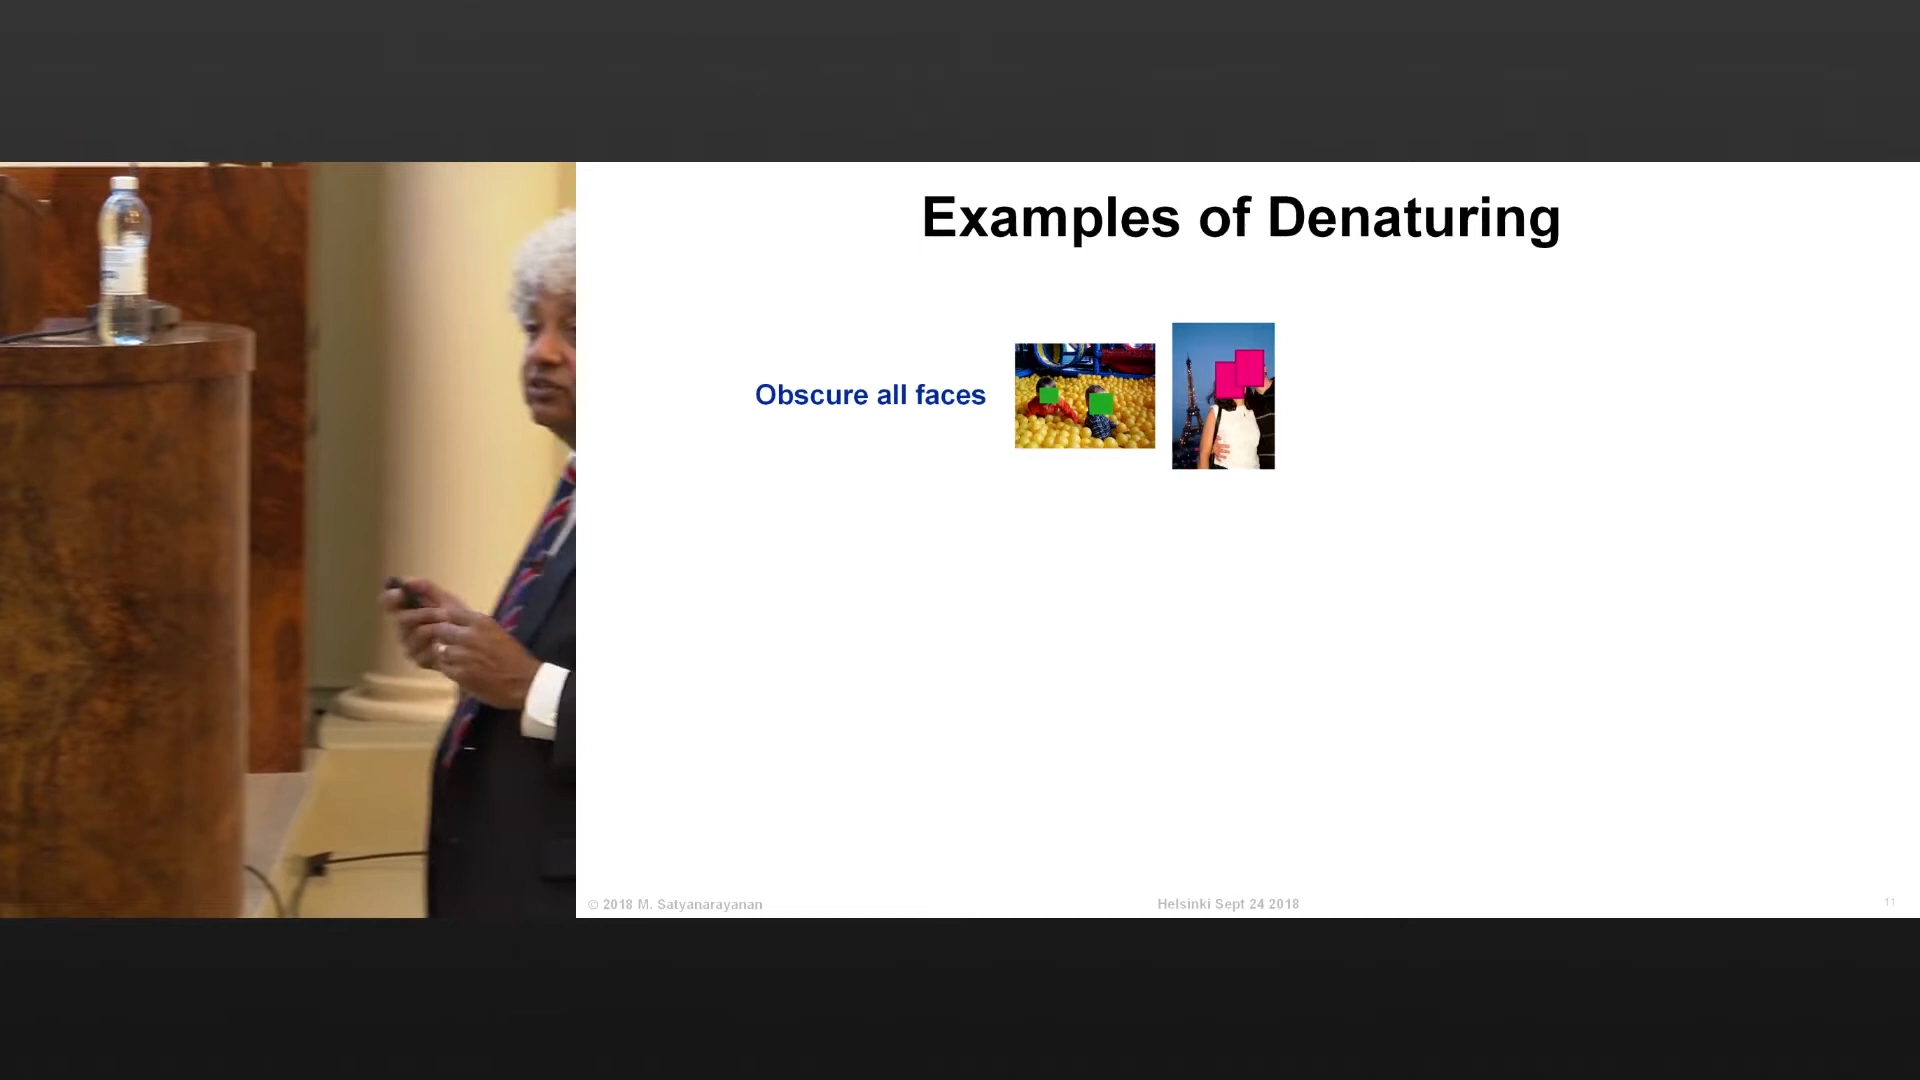 Examples of Denaturing
Obscure all faces
© 2018 M. Satyanarayanan
Helsinki Sept 24 2018
11